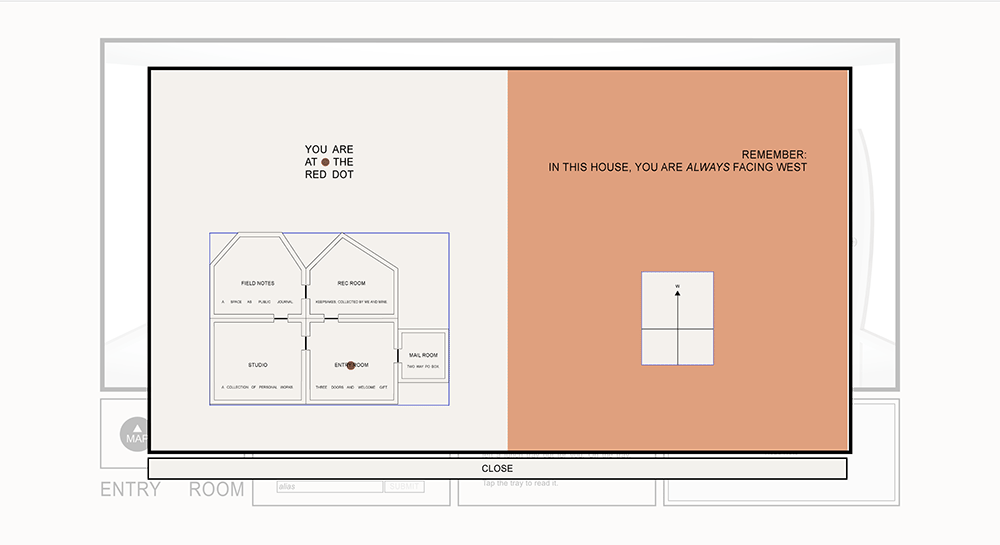 YOU ARE
AT THE
RED DOT
REMEMBER:
IN THIS HOUSE, YOU ARE ALWAYS FACING WEST
FIELD NOTES
A SPACE AS PUBLIC JOURNAL
REC ROOM
KEEPSAKES COLLECTED BY ME AND MINE
STUDIO
A COLLECTION OF PERSONAL WORKS
ENTRY ROOM
THREE DOORS AND WELCOME GIFT
MAIL ROOM
TWO WAY PO BOX
W
MAP
CLOSE
ENTRY ROOM
alias
SUBMIT
Tap the tray to read it.